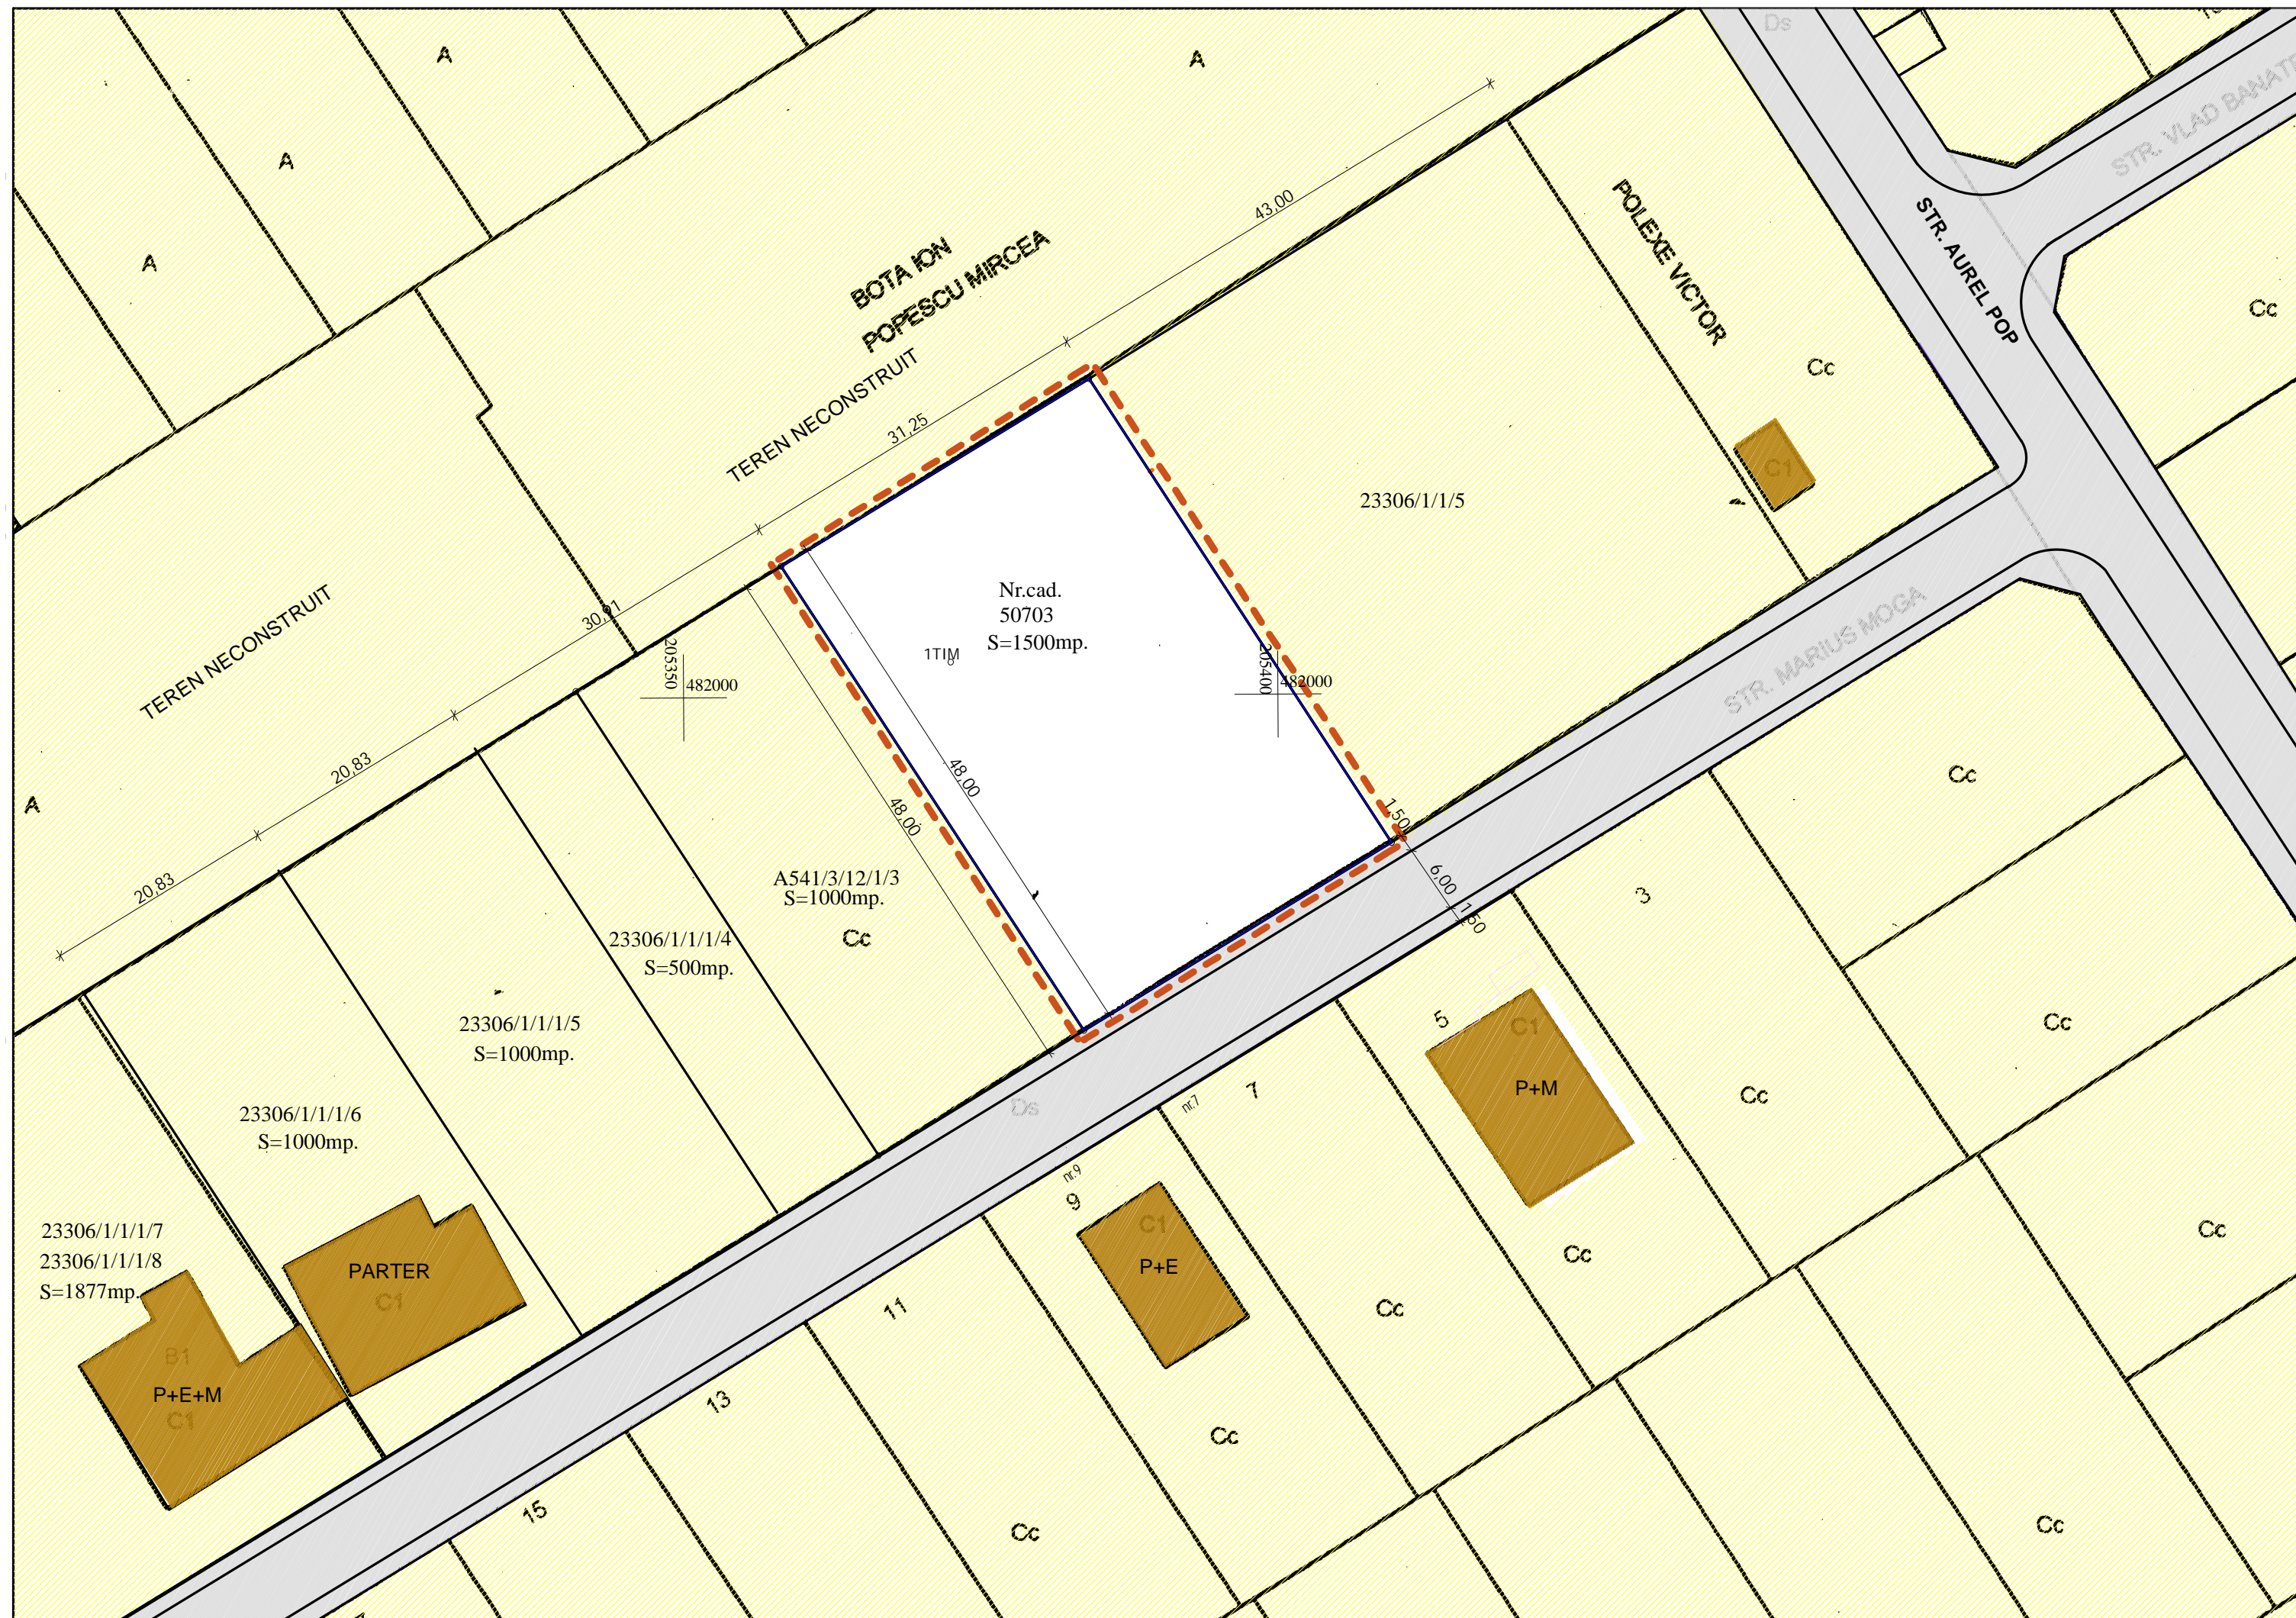 Ds
A
A
STR. VLAD
A
A
43,00
POLEXE VICTOR
STR. AUREL POP
BOTA ION
POPESCU MIRCEA
Cc
Cc
TEREN NECONSTRUIT
31,25
C1
23306/1/1/5
Nr.cad.
50703
S=1500mp.
1TIM
TEREN NECONSTRUIT
30,91
205350
482000
205400
482000
STR. MARIUS MOGA
20,83
A
48,00
48,00
1,50
Cc
20,83
A541/3/12/1/3
S=1000mp.
Cc
6,00
1,50
3
23306/1/1/1/4
S=500mp.
23306/1/1/1/5
S=1000mp.
5
C1
P+M
Cc
Cc
Ds
7
nr.7
23306/1/1/1/6
S=1000mp.
nr.9
9
C1
P+E
Cc
Cc
23306/1/1/1/7
23306/1/1/1/8
S=1877mp.
PARTER
C1
11
Cc
B1
P+E+M
C1
13
Cc
15
Cc
Cc